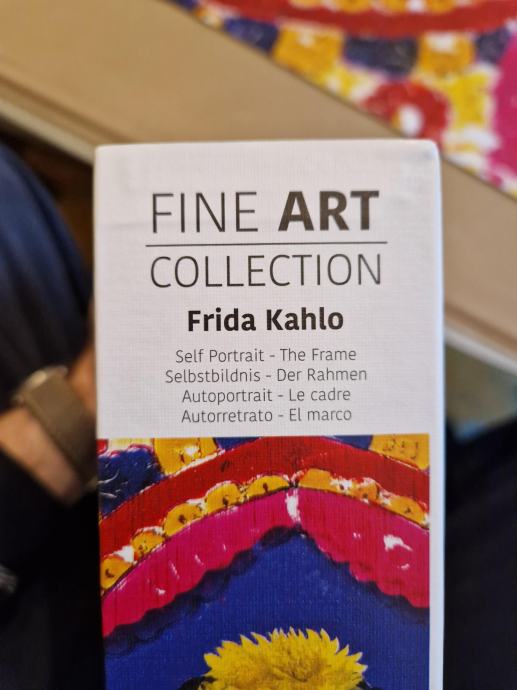 FINE ART
COLLECTION
Frida Kahlo
Self Portrait - The Frame
Selbstbildnis - Der Rahmen
Autoportrait - Le cadre
Autorretrato - El marco